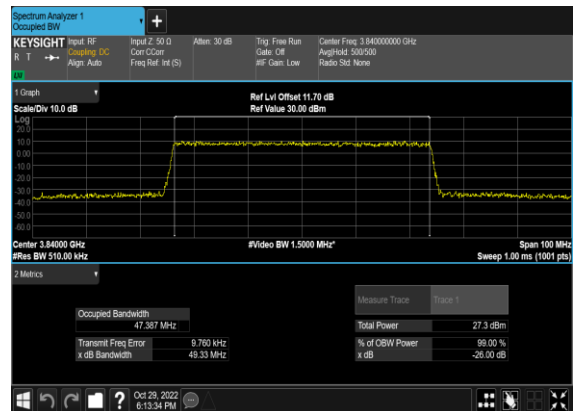 Spectrum Analyzer 1
Occupied BW
+
KEYSIGHT
R T
LW
Input: RF
Coupling: DC
Align: Auto
Input Z: 50 Ω
Corr CCorr
Freq Ref: Int (S)
Atten: 30 dB
Trig: Free Run
Gate: Off
#IF Gain: Low
Center Freq: 3.840000000 GHz
Avg|Hold: 500/500
Radio Std: None
1 Graph
Scale/Div 10.0 dB
Ref Lvl Offset 11.70 dB
Ref Value 30.00 dBm
Log
20.0
10.0
0.00
-10.0
-20.0
-30.0
-40.0
-50.0
-60.0
Center 3.84000 GHz
#Res BW 510.00 kHz
#Video BW 1.5000 MHz*
Span 100 MHz
Sweep 1.00 ms (1001 pts)
2 Metrics
Measure Trace Trace 1
Occupied Bandwidth
47.387 MHz
Total Power 27.3 dBm
Transmit Freq Error 9.760 kHz
x dB Bandwidth 49.33 MHz
% of OBW Power 99.00 %
x dB -26.00 dB
?
Oct 29, 2022
6:13:34 PM